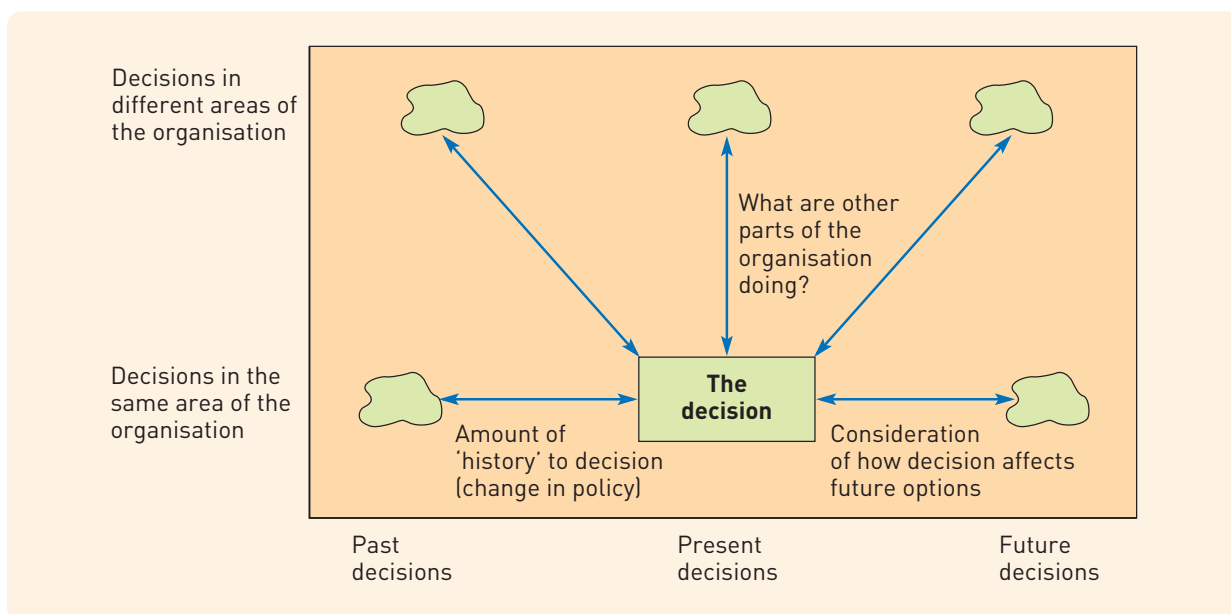 Decisions in
different areas of
the organisation
What are other
parts of the
organisation
doing?
Decisions in the
same area of the
organisation
The
decision
Amount of
‘history’ to decision
(change in policy)
Consideration
of how decision affects
future options
Past
decisions
Present
decisions
Future
decisions